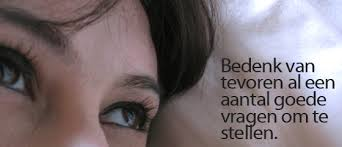 Bedenk van
tevoren al een
aantal goede
vragen om te
stellen.